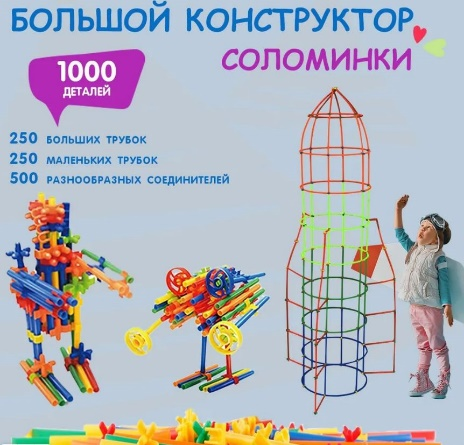 БОЛЬШОЙ КОНСТРУКТОР
СОЛОМИНКИ
1000
ДЕТАЛЕЙ
250 БОЛЬШИХ ТРУБОК
250 МАЛЕНЬКИХ ТРУБОК
500 РАЗНООБРАЗНЫХ СОЕДИНИТЕЛЕЙ